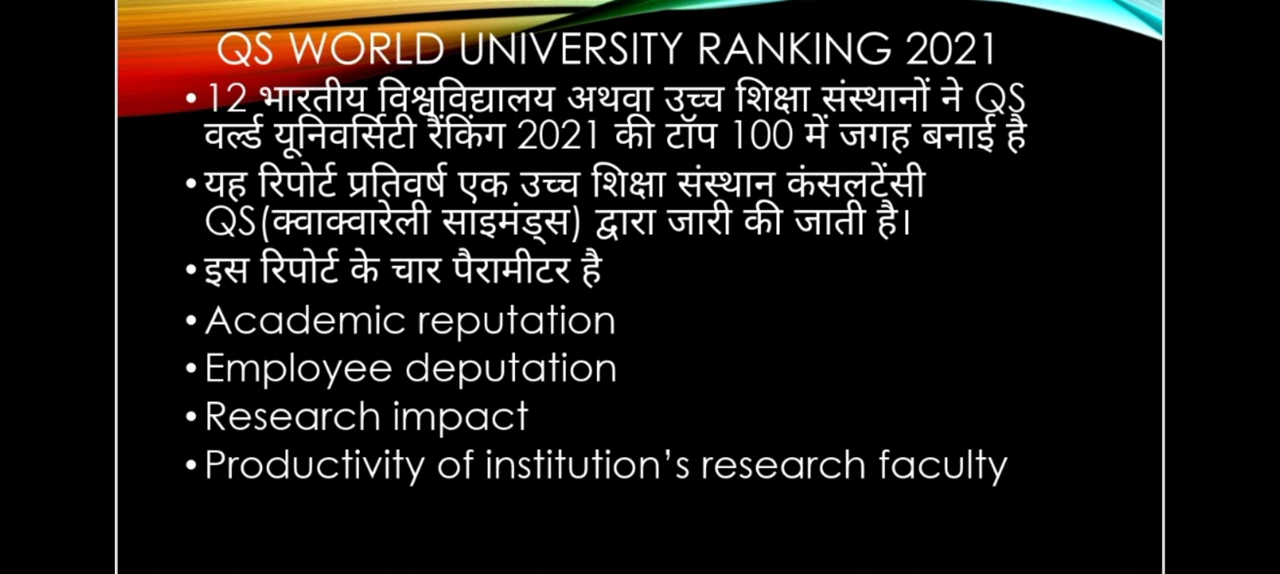 QS WORLD UNIVERSITY RANKING 2021
• 12 भारतीय विश्वविद्यालय अथवा उच्च शिक्षा संस्थानों ने QS
वर्ल्ड यूनिवर्सिटी रैंकिंग 2021 की टॉप 100 में जगह बनाई है
• यह रिपोर्ट प्रतिवर्ष एक उच्च शिक्षा संस्थान कंसलटेंसी
QS(क्वाक्वारेली साइमंड्स) द्वारा जारी की जाती है।
• इस रिपोर्ट के चार पैरामीटर है
• Academic reputation
• Employee deputation
• Research impact
• Productivity of institution's research faculty